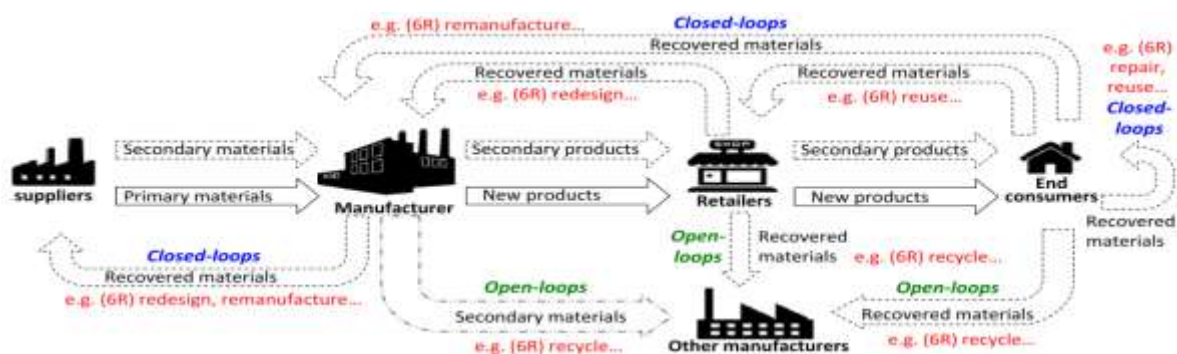 e.g. (6R) remanufacture...
Closed-loops
Recovered materials
e.g. (6R)
repair,
reuse...
Closed-
loops
Recovered materials
e.g. (6R) redesign...
Recovered materials
e.g. (6R) reuse...
SHOP
Secondary materials
Secondary products
Secondary products
suppliers
Primary materials
Manufacturer
New products
Retailers
New products
End
consumers
Recovered
materials
Closed-loops
Recovered materials
e.g. (6R) redesign, remanufacture...
Open-
loops
Recovered
materials
e.g. (6R) recycle...
Open-loops
Secondary materials
e.g. (6R) recycle...
Open-loops
Recovered materials
e.g. (6R) recycle...
Other manufacturers